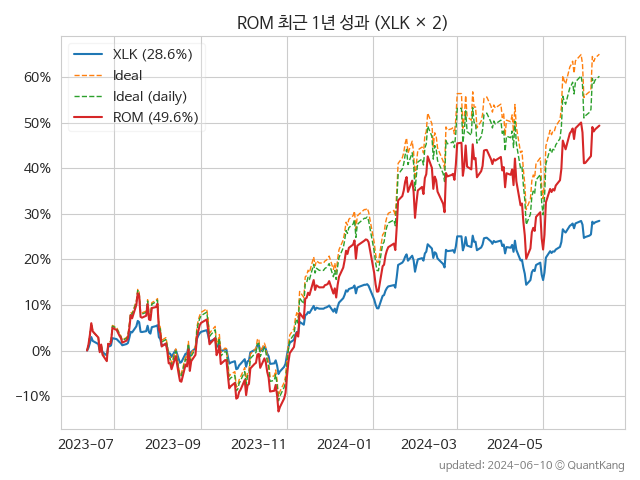 ROM 최근 1년 성과 (XLK × 2)
XLK (28.6%)
Ideal
Ideal (daily)
ROM (49.6%)
60%
50%
40%
30%
20%
10%
0%
−10%
2023-07 2023-09 2023-11 2024-01 2024-03 2024-05
updated: 2024-06-10 © QuantKang